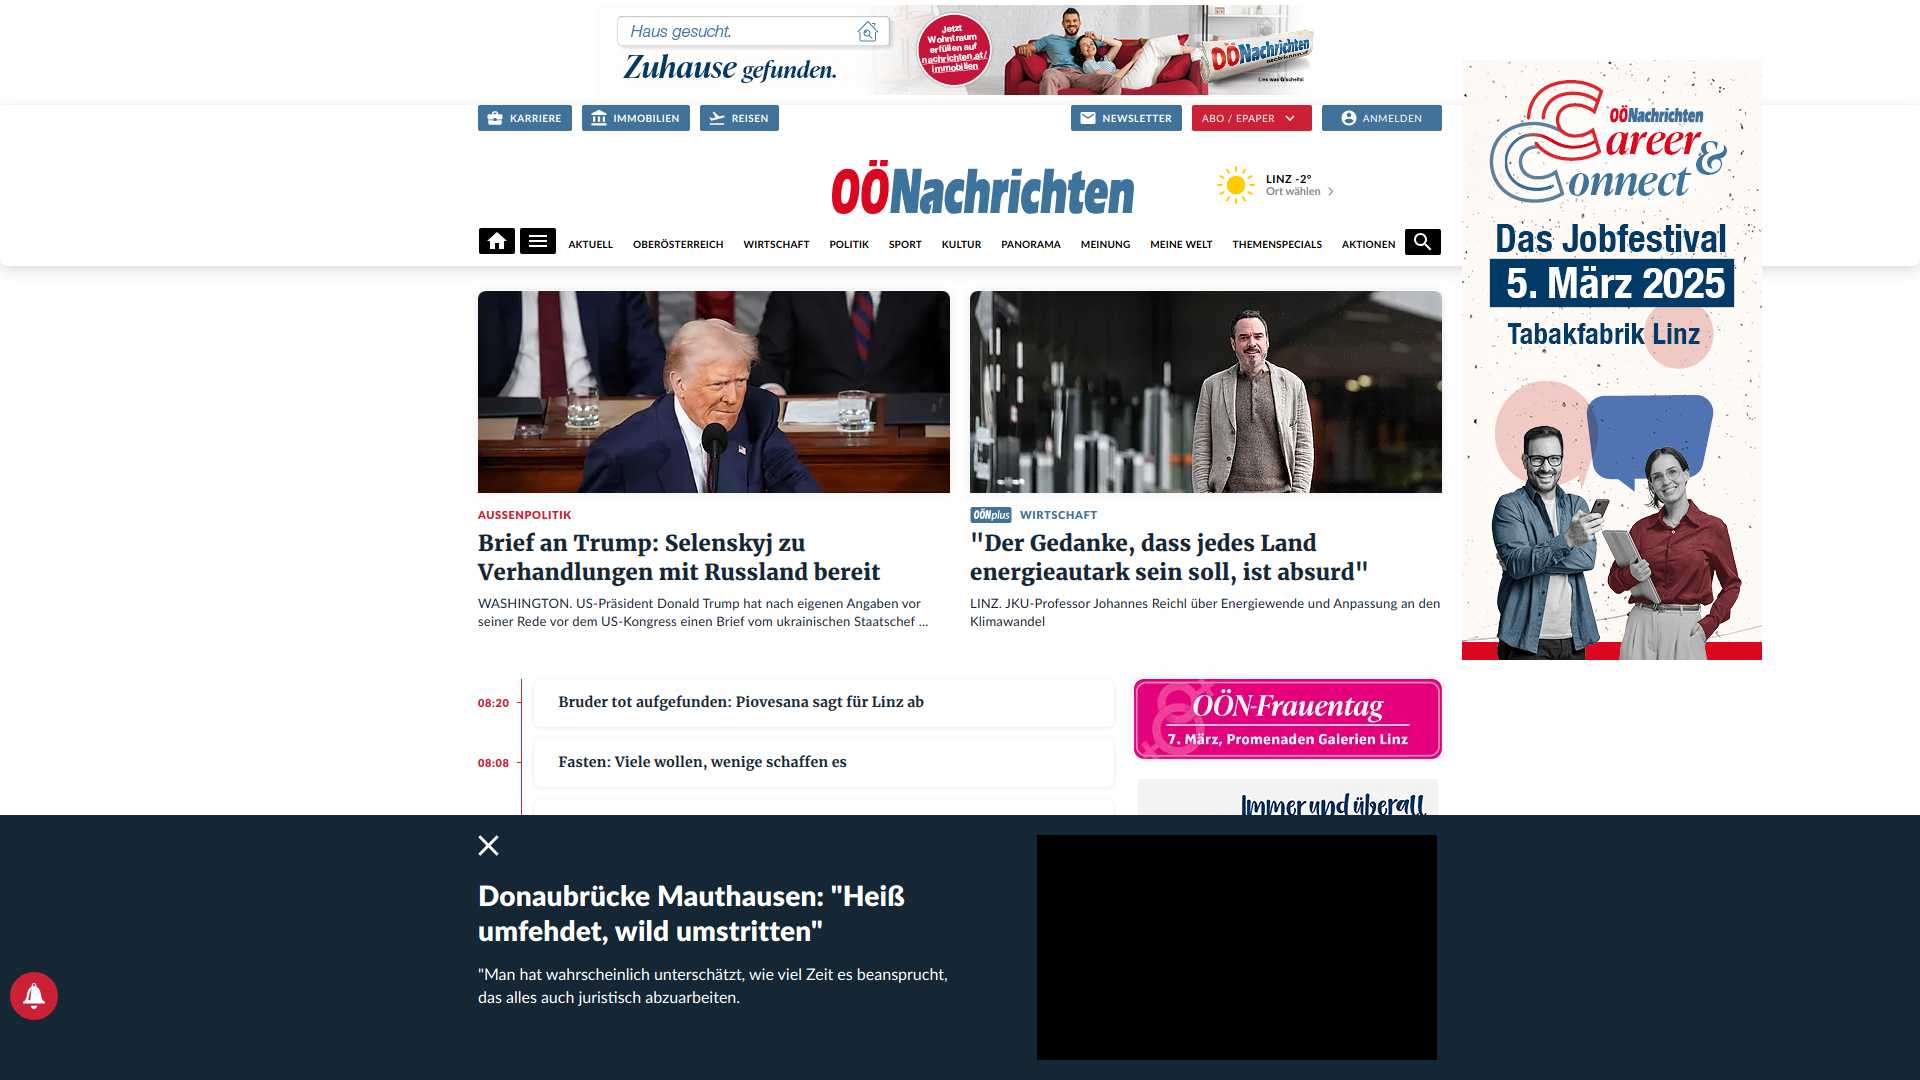 Haus gesucht.
Zuhause gefunden.
Jetzt
Wohntraum
erfüllen auf
nachrichten.at/
immobilien
OÖNachrichten
Lies was G'scheits!
KARRIERE
IMMOBILIEN
REISEN
NEWSLETTER
ABO / EPAPER
ANMELDEN
OÖNachrichten
LINZ -2°
Ort wählen
AKTUELL
OBERÖSTERREICH
WIRTSCHAFT
POLITIK
SPORT
KULTUR
PANORAMA
MEINUNG
MEINE WELT
THEMENSPECIALS
AKTIONEN
OÖNachrichten
Career &
Connect
Das Jobfestival
5. März 2025
Tabakfabrik Linz
AUSSENPOLITIK
Brief an Trump: Selenskyj zu
Verhandlungen mit Russland bereit
WASHINGTON. US-Präsident Donald Trump hat nach eigenen Angaben vor
seiner Rede vor dem US-Kongress einen Brief vom ukrainischen Staatschef ...
OÖNplus WIRTSCHAFT
"Der Gedanke, dass jedes Land
energieautark sein soll, ist absurd"
LINZ. JKU-Professor Johannes Reichl über Energiewende und Anpassung an den
Klimawandel
08:20
Bruder tot aufgefunden: Piovesana sagt für Linz ab
08:08
Fasten: Viele wollen, wenige schaffen es
OÖN-Frauentag
7. März, Promenaden Galerien Linz
Immer und überall
Donaubrücke Mauthausen: "Heiß
umfehdet, wild umstritten"
"Man hat wahrscheinlich unterschätzt, wie viel Zeit es beansprucht,
das alles auch juristisch abzuarbeiten.